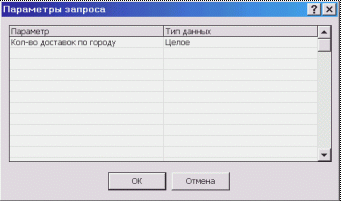 Параметры запроса
Параметр Тип данных
Кол-во доставок по городу Целое
ОК Отмена